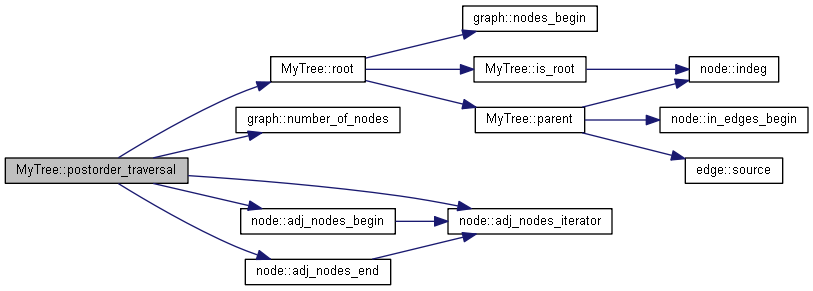 graph::nodes_begin
MyTree::root
MyTree::is_root
node::indeg
graph::number_of_nodes
MyTree::parent
node::in_edges_begin
MyTree::postorder_traversal
edge::source
node::adj_nodes_begin
node::adj_nodes_iterator
node::adj_nodes_end